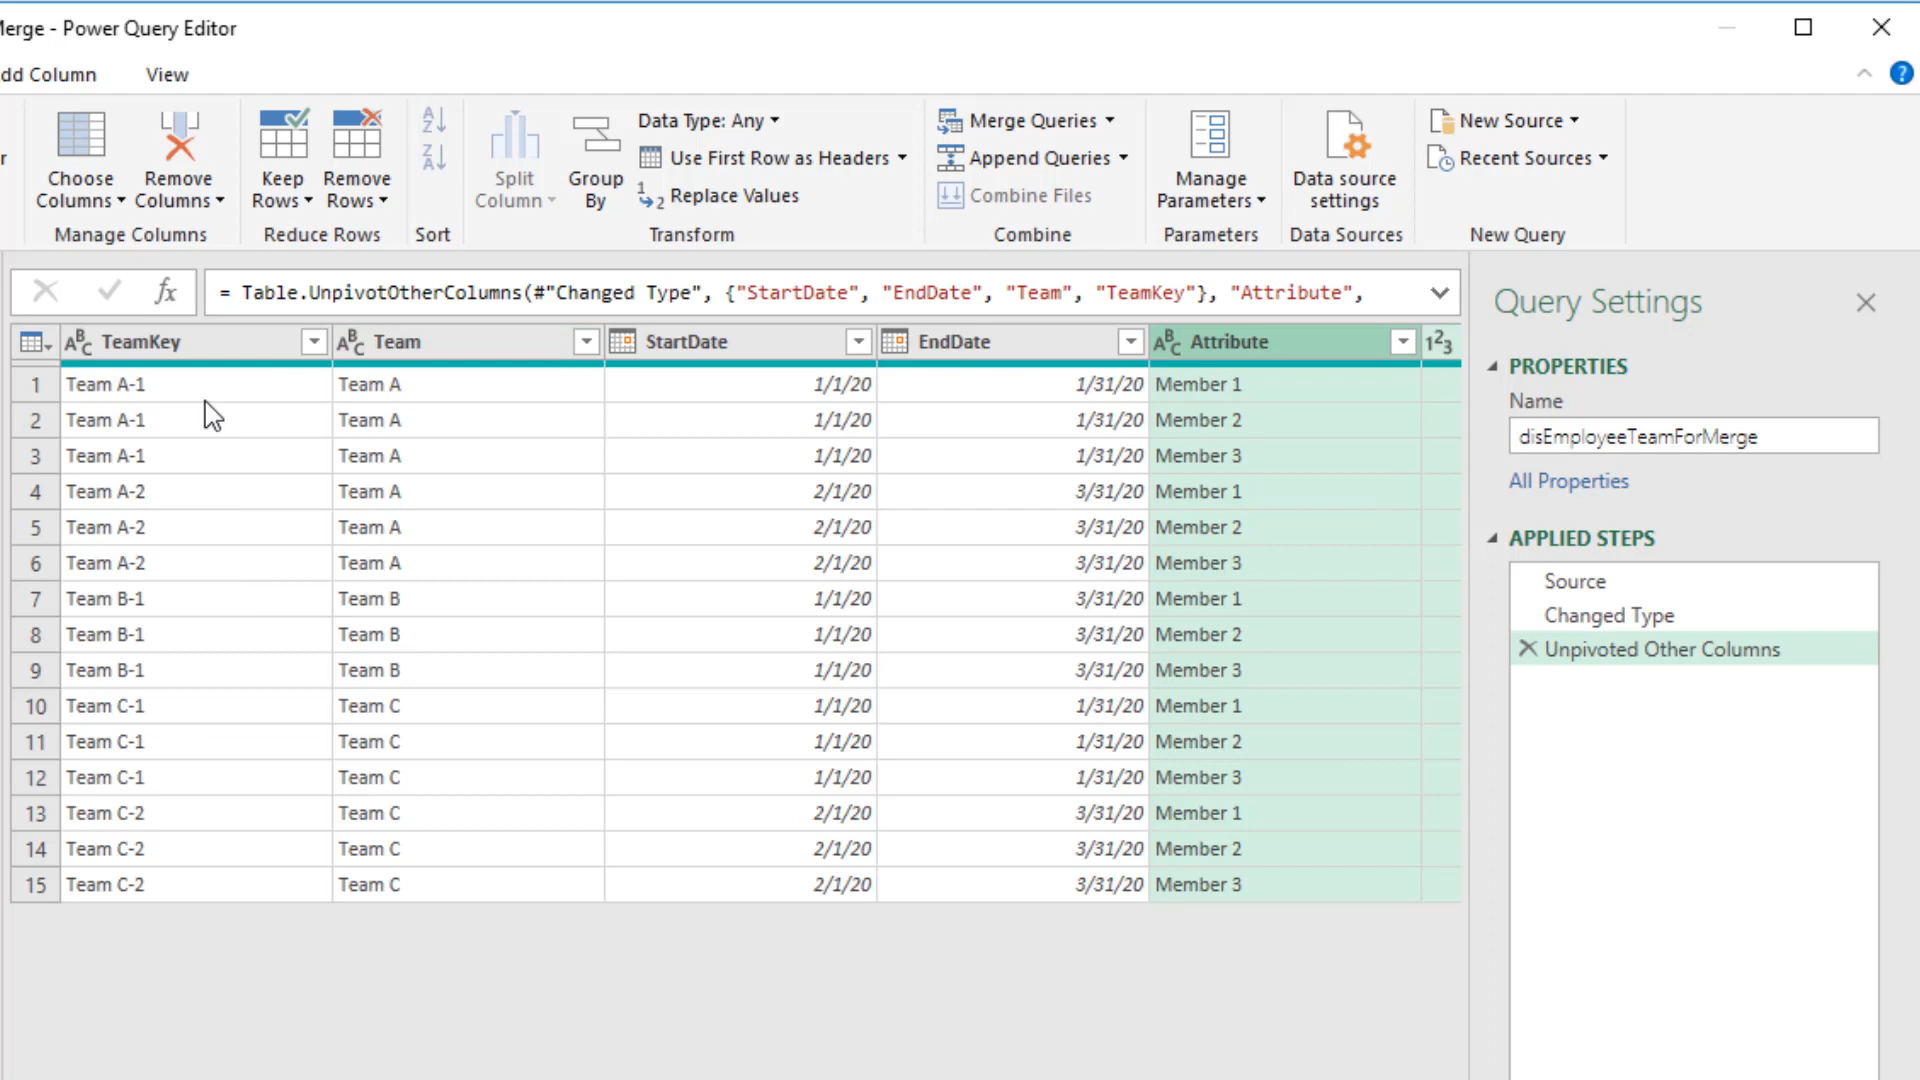 Merge - Power Query Editor
dd Column View
Choose Columns Remove Columns Keep Rows Remove Rows Split Column Group By
Data Type: Any
Use First Row as Headers
Replace Values
Merge Queries
Append Queries
Combine Files
Manage Parameters
Data source settings
New Source
Recent Sources
Manage Columns Reduce Rows Sort Transform Combine Parameters Data Sources New Query
fx = Table.UnpivotOtherColumns(#"Changed Type", {"StartDate", "EndDate", "Team", "TeamKey"}, "Attribute",
ABC TeamKey ABC Team StartDate EndDate ABC Attribute 123
1 Team A-1 Team A 1/1/20 1/31/20 Member 1
2 Team A-1 Team A 1/1/20 1/31/20 Member 2
3 Team A-1 Team A 1/1/20 1/31/20 Member 3
4 Team A-2 Team A 2/1/20 3/31/20 Member 1
5 Team A-2 Team A 2/1/20 3/31/20 Member 2
6 Team A-2 Team A 2/1/20 3/31/20 Member 3
7 Team B-1 Team B 1/1/20 3/31/20 Member 1
8 Team B-1 Team B 1/1/20 3/31/20 Member 2
9 Team B-1 Team B 1/1/20 3/31/20 Member 3
10 Team C-1 Team C 1/1/20 1/31/20 Member 1
11 Team C-1 Team C 1/1/20 1/31/20 Member 2
12 Team C-1 Team C 1/1/20 1/31/20 Member 3
13 Team C-2 Team C 2/1/20 3/31/20 Member 1
14 Team C-2 Team C 2/1/20 3/31/20 Member 2
15 Team C-2 Team C 2/1/20 3/31/20 Member 3
Query Settings
PROPERTIES
Name
disEmployeeTeamForMerge
All Properties
APPLIED STEPS
Source
Changed Type
Unpivoted Other Columns